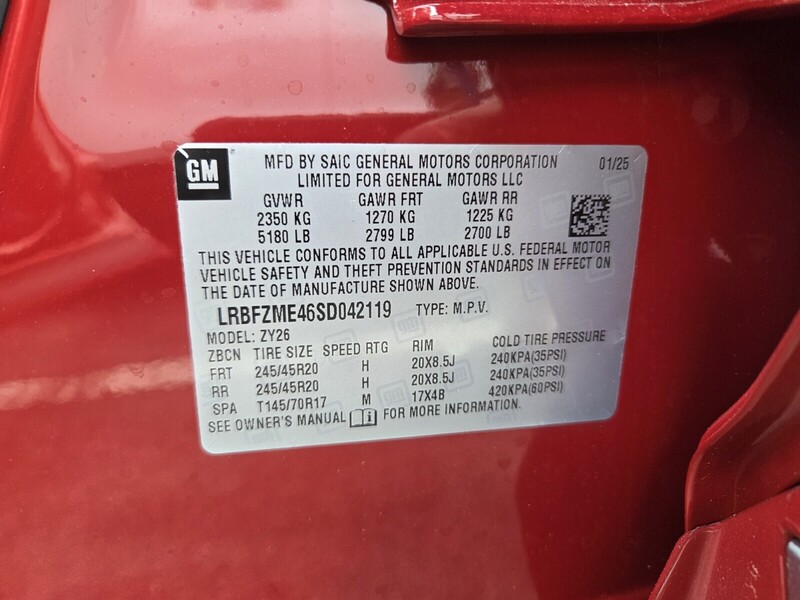 GM MFD BY SAIC GENERAL MOTORS CORPORATION 01/25
LIMITED FOR GENERAL MOTORS LLC
GVWR GAWR FRT GAWR RR
2350 KG 1270 KG 1225 KG
5180 LB 2799 LB 2700 LB
THIS VEHICLE CONFORMS TO ALL APPLICABLE U.S. FEDERAL MOTOR
VEHICLE SAFETY AND THEFT PREVENTION STANDARDS IN EFFECT ON
THE DATE OF MANUFACTURE SHOWN ABOVE.
LRBFZME46SD042119 TYPE: M.P.V.
MODEL: ZY26
ZBCN TIRE SIZE SPEED RTG RIM COLD TIRE PRESSURE
FRT 245/45R20 H 20X8.5J 240KPA(35PSI)
RR 245/45R20 H 20X8.5J 240KPA(35PSI)
SPA T145/70R17 M 17X4B 420KPA(60PSI)
SEE OWNER'S MANUAL i FOR MORE INFORMATION.